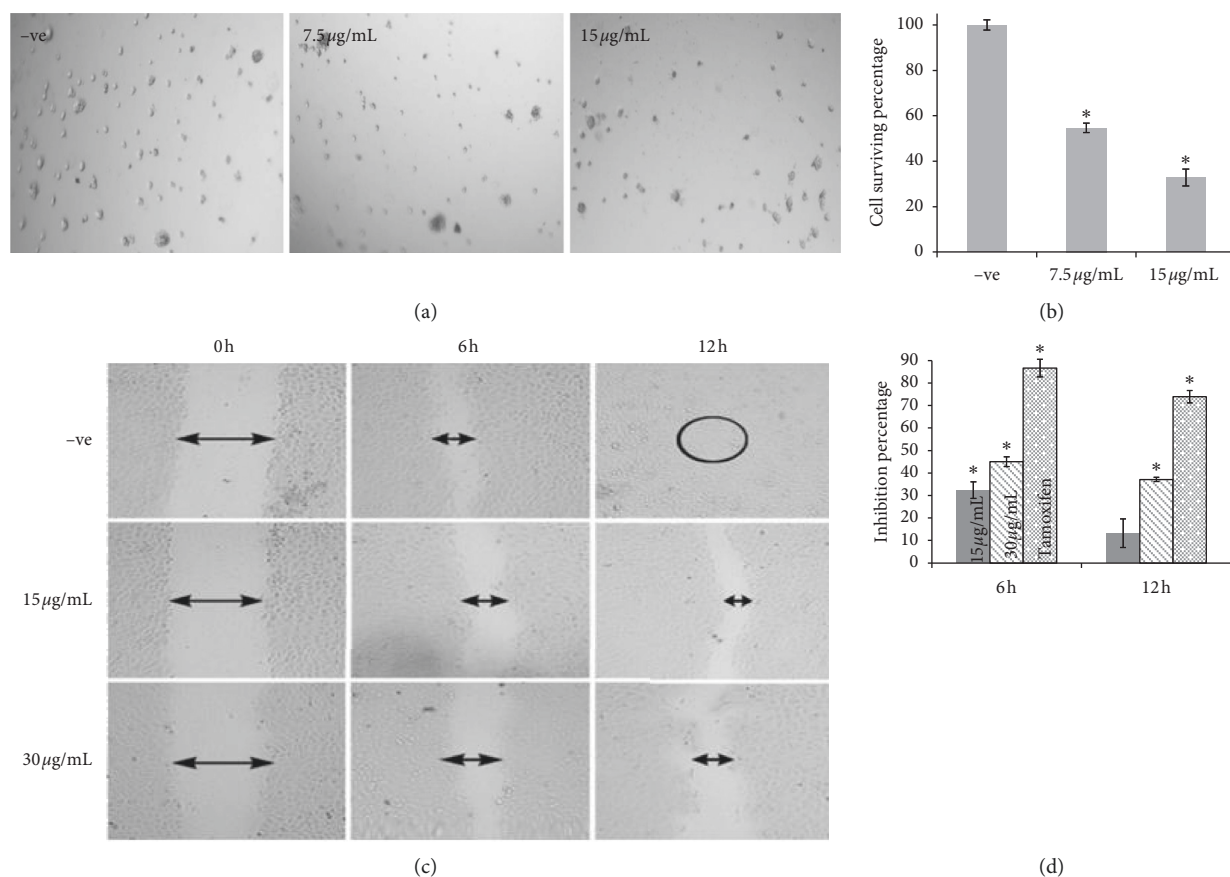 –ve
7.5 μg/mL
15 μg/mL
(a)
Cell surviving percentage
100
80
60
40
20
0
–ve
7.5 μg/mL
15 μg/mL
*
*
(b)
0 h
6 h
12 h
–ve
15 μg/mL
30 μg/mL
(c)
Inhibition percentage
90
80
70
60
50
40
30
20
10
0
*
*
*
*
*
15 μg/mL
30 μg/mL
Tamoxifen
6 h
12 h
(d)